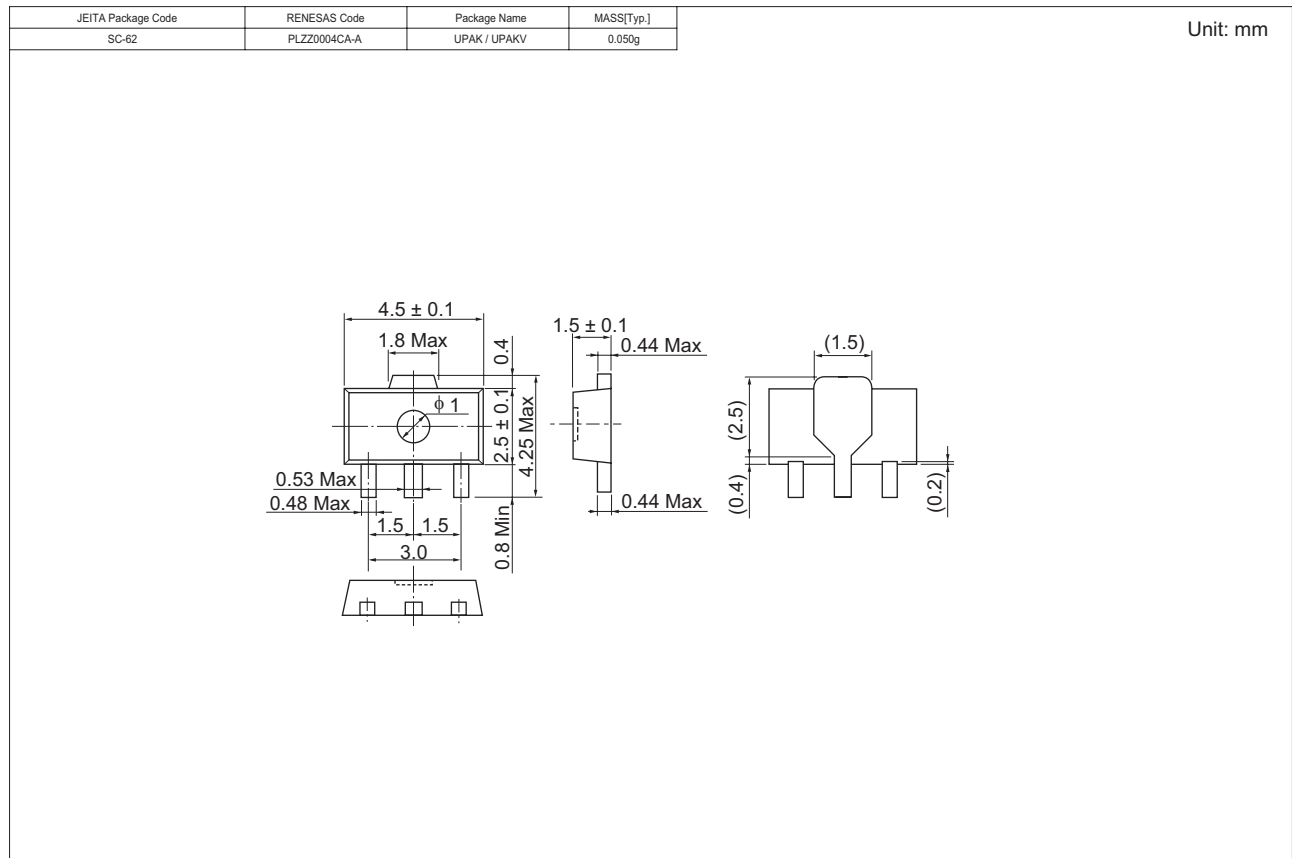 JEITA Package Code RENESAS Code Package Name MASS[Typ.]
SC-62 PLZZ0004CA-A UPAK / UPAKV 0.050g
Unit: mm
4.5 ± 0.1
1.8 Max
0.4
ϕ 1
2.5 ± 0.1
4.25 Max
0.53 Max
0.48 Max
1.5 1.5
3.0
0.8 Min
1.5 ± 0.1
0.44 Max
0.44 Max
(1.5)
(2.5)
(0.4)
(0.2)